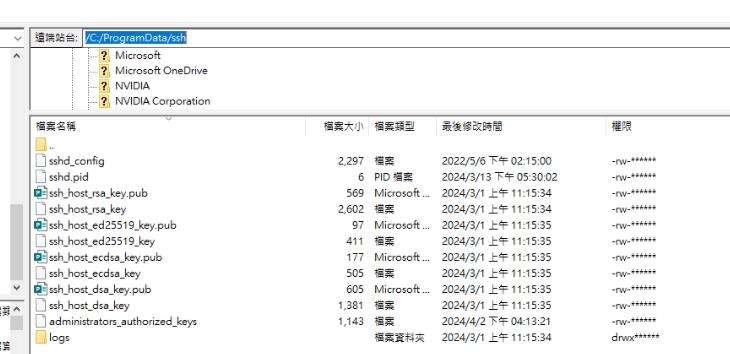 遠端站台: /C:/ProgramData/ssh
Microsoft
Microsoft OneDrive
NVIDIA
NVIDIA Corporation
檔案名稱 檔案大小 檔案類型 最後修改時間 權限
..
sshd_config 2,297 檔案 2022/5/6 下午 02:15:00 -rw-******
sshd.pid 6 PID 檔案 2024/3/13 下午 05:30:02 -rw-******
ssh_host_rsa_key.pub 569 Microsoft ... 2024/3/1 上午 11:15:34 -rw-******
ssh_host_rsa_key 2,602 檔案 2024/3/1 上午 11:15:34 -rw-******
ssh_host_ed25519_key.pub 97 Microsoft ... 2024/3/1 上午 11:15:35 -rw-******
ssh_host_ed25519_key 411 檔案 2024/3/1 上午 11:15:35 -rw-******
ssh_host_ecdsa_key.pub 177 Microsoft ... 2024/3/1 上午 11:15:35 -rw-******
ssh_host_ecdsa_key 505 檔案 2024/3/1 上午 11:15:35 -rw-******
ssh_host_dsa_key.pub 605 Microsoft ... 2024/3/1 上午 11:15:35 -rw-******
ssh_host_dsa_key 1,381 檔案 2024/3/1 上午 11:15:35 -rw-******
administrators_authorized_keys 1,143 檔案 2024/4/2 下午 04:13:21 -rw-******
logs 檔案資料夾 drwx******